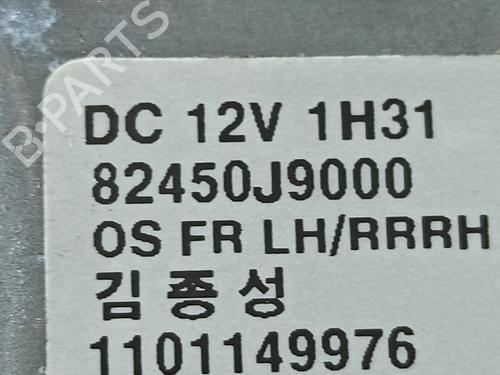 B-PARTS
DC 12V 1H31
82450J9000
OS FR LH/RRRH
김종성
1101149976